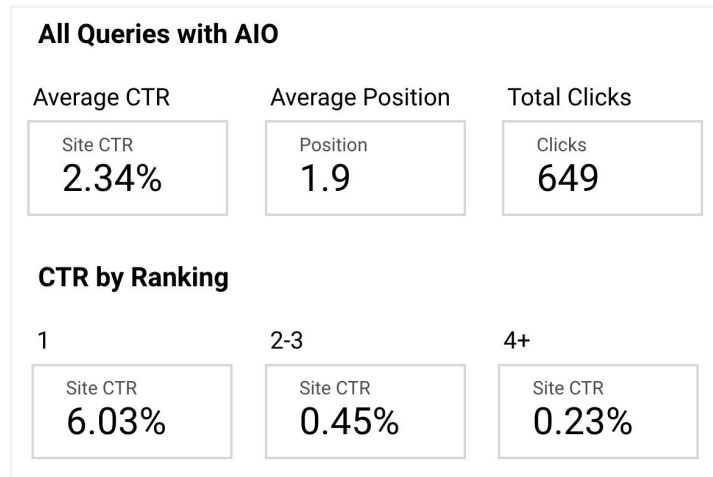 All Queries with AIO
Average CTR Average Position Total Clicks
Site CTR Position Clicks
2.34% 1.9 649
CTR by Ranking
1 2-3 4+
Site CTR Site CTR Site CTR
6.03% 0.45% 0.23%